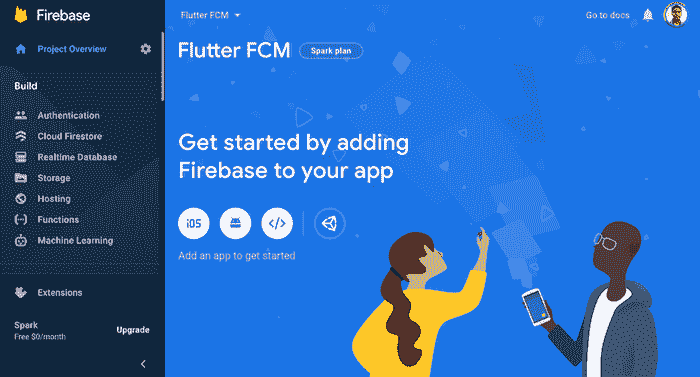 Firebase
Project Overview
Build
Authentication
Cloud Firestore
Realtime Database
Storage
Hosting
Functions
Machine Learning
Extensions
Spark
Free $0/month
Upgrade
Flutter FCM
Go to docs
Flutter FCM
Spark plan
Get started by adding
Firebase to your app
iOS
</>
Add an app to get started